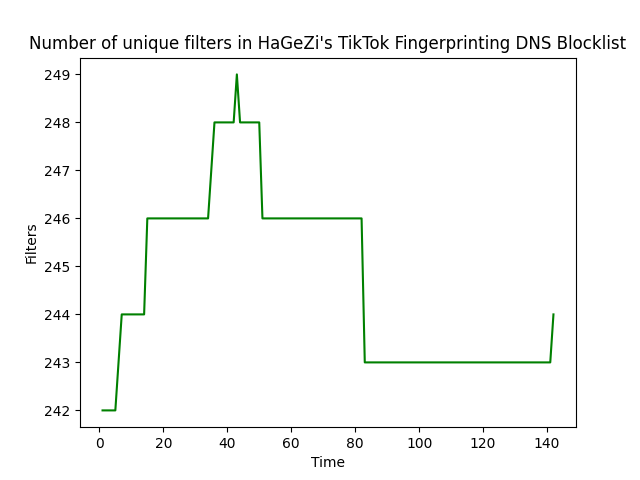 Number of unique filters in HaGeZi's TikTok Fingerprinting DNS Blocklist
249
248
247
246
245
244
243
242
Filters
0 20 40 60 80 100 120 140
Time